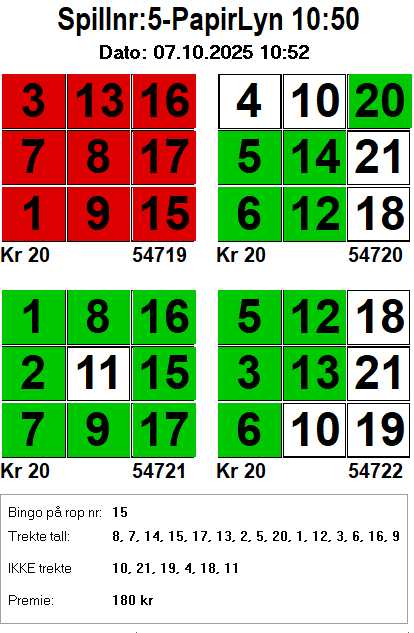 Spillnr:5-PapirLyn 10:50
Dato: 07.10.2025 10:52
3 13 16
7 8 17
1 9 15
Kr 20 54719
4 10 20
5 14 21
6 12 18
Kr 20 54720
1 8 16
2 11 15
7 9 17
Kr 20 54721
5 12 18
3 13 21
6 10 19
Kr 20 54722
Bingo på rop nr: 15
Trekte tall: 8, 7, 14, 15, 17, 13, 2, 5, 20, 1, 12, 3, 6, 16, 9
IKKE trekte 10, 21, 19, 4, 18, 11
Premie: 180 kr